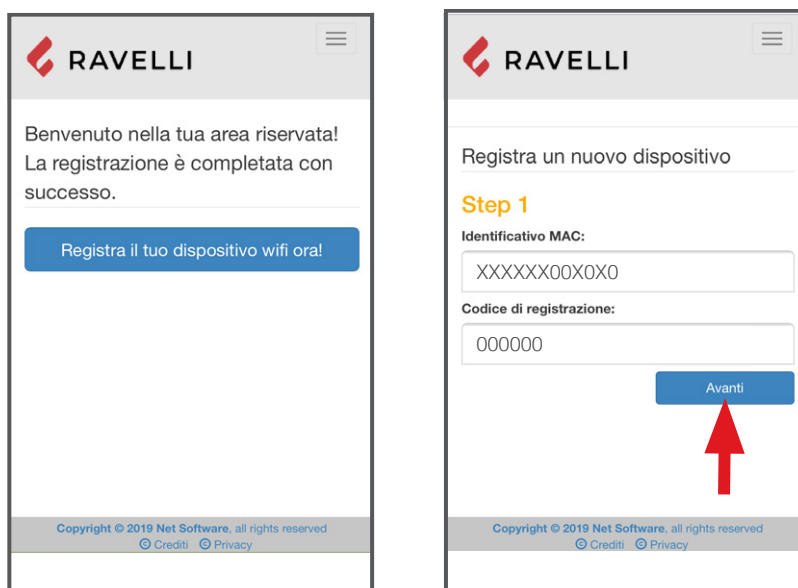 RAVELLI
Benvenuto nella tua area riservata!
La registrazione è completata con
successo.
Registra il tuo dispositivo wifi ora!
Copyright © 2019 Net Software, all rights reserved
© Crediti © Privacy
RAVELLI
Registra un nuovo dispositivo
Step 1
Identificativo MAC:
XXXXXX00X0X0
Codice di registrazione:
000000
Avanti
Copyright © 2019 Net Software, all rights reserved
© Crediti © Privacy